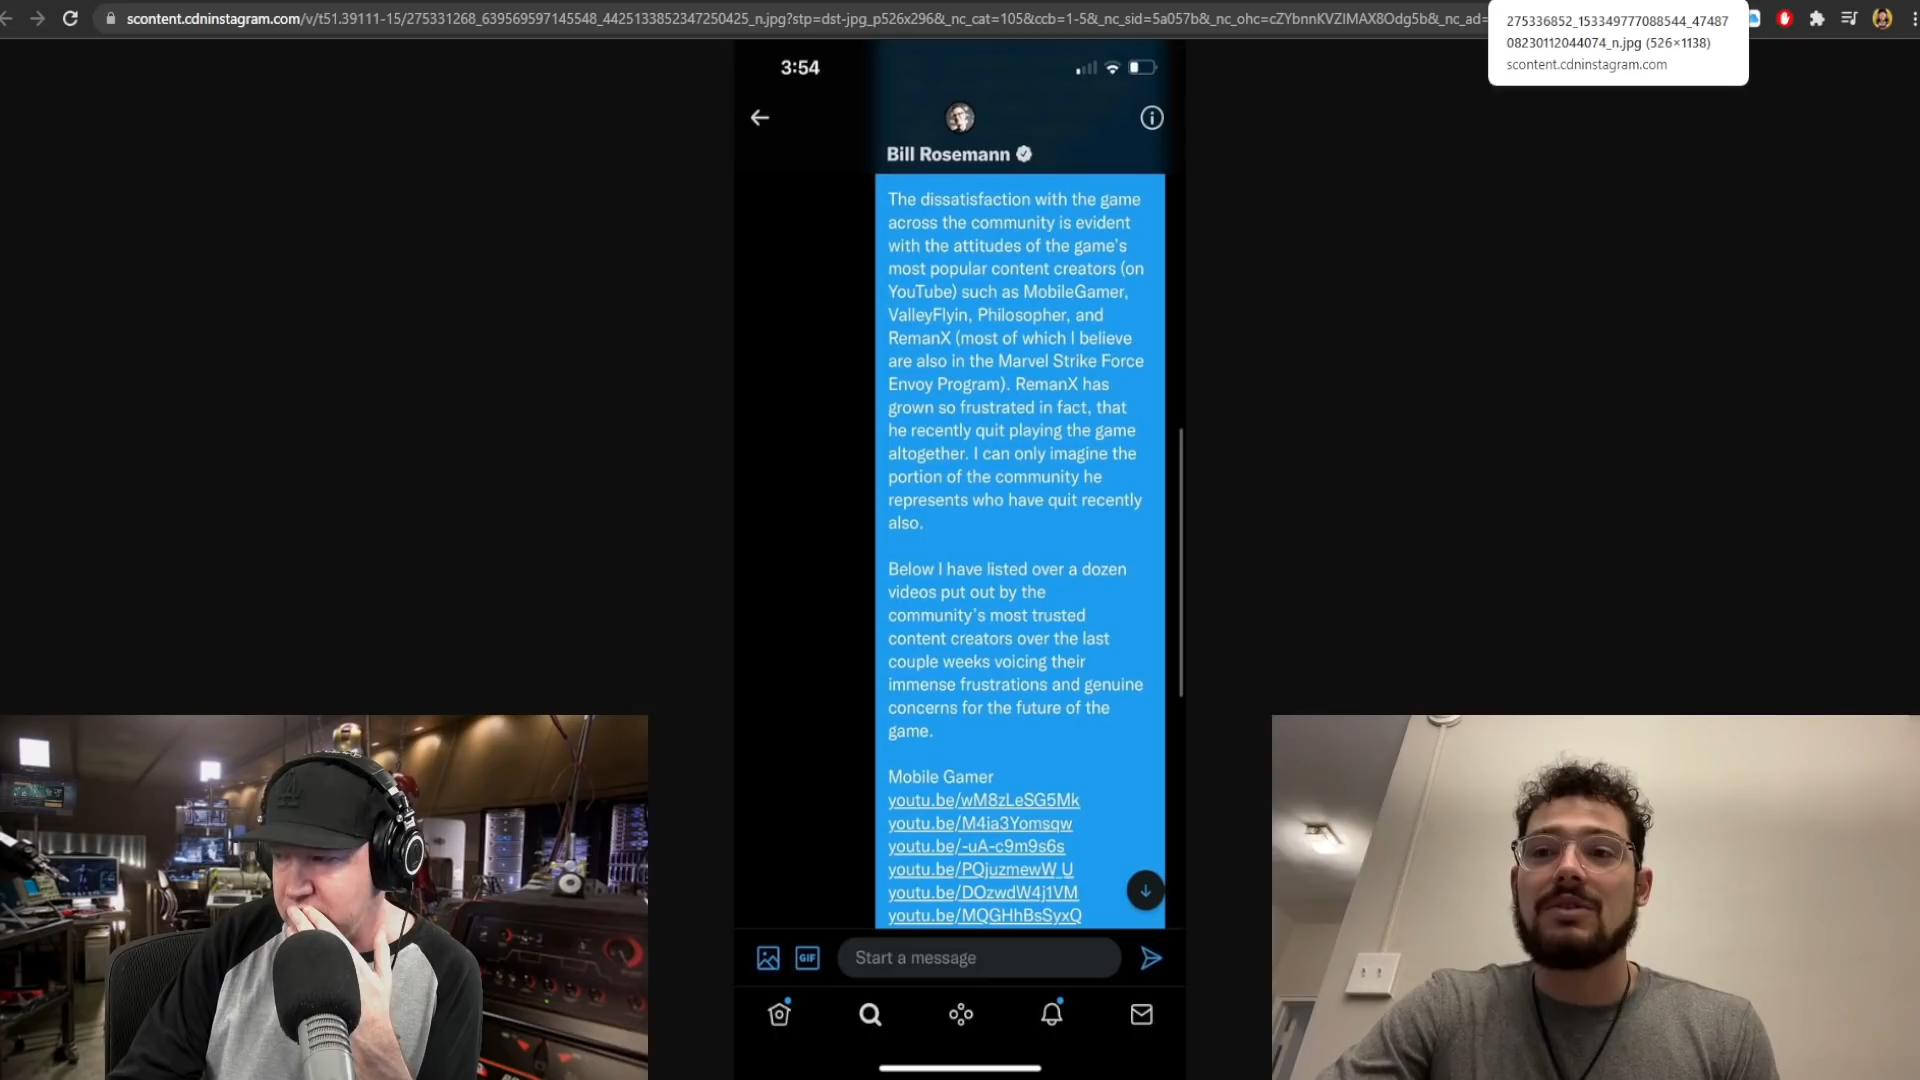 scontent.cdninstagram.com/v/t51.39111-15/275331268_639569597145548_4425133852347250425_n.jpg?stp=dst-jpg_p526x296&_nc_cat=105&ccb=1-5&_nc_sid=5a057b&_nc_ohc=cZYbnnKVZIMAX8Odg5b&_nc_ad=
275336852_153349777088544_47487
08230112044074_n.jpg (526×1138)
scontent.cdninstagram.com
3:54
Bill Rosemann
The dissatisfaction with the game
across the community is evident
with the attitudes of the game's
most popular content creators (on
YouTube) such as MobileGamer,
ValleyFlyin, Philosopher, and
RemanX (most of which I believe
are also in the Marvel Strike Force
Envoy Program). RemanX has
grown so frustrated in fact, that
he recently quit playing the game
altogether. I can only imagine the
portion of the community he
represents who have quit recently
also.
Below I have listed over a dozen
videos put out by the
community's most trusted
content creators over the last
couple weeks voicing their
immense frustrations and genuine
concerns for the future of the
game.
Mobile Gamer
youtu.be/wM8zLeSG5Mk
youtu.be/M4ia3Yomsqw
youtu.be/-uA-c9m9s6s
youtu.be/PQjuzmewW_U
youtu.be/DOzwdW4j1VM
youtu.be/MQGHhBsSyxQ
GIF
Start a message